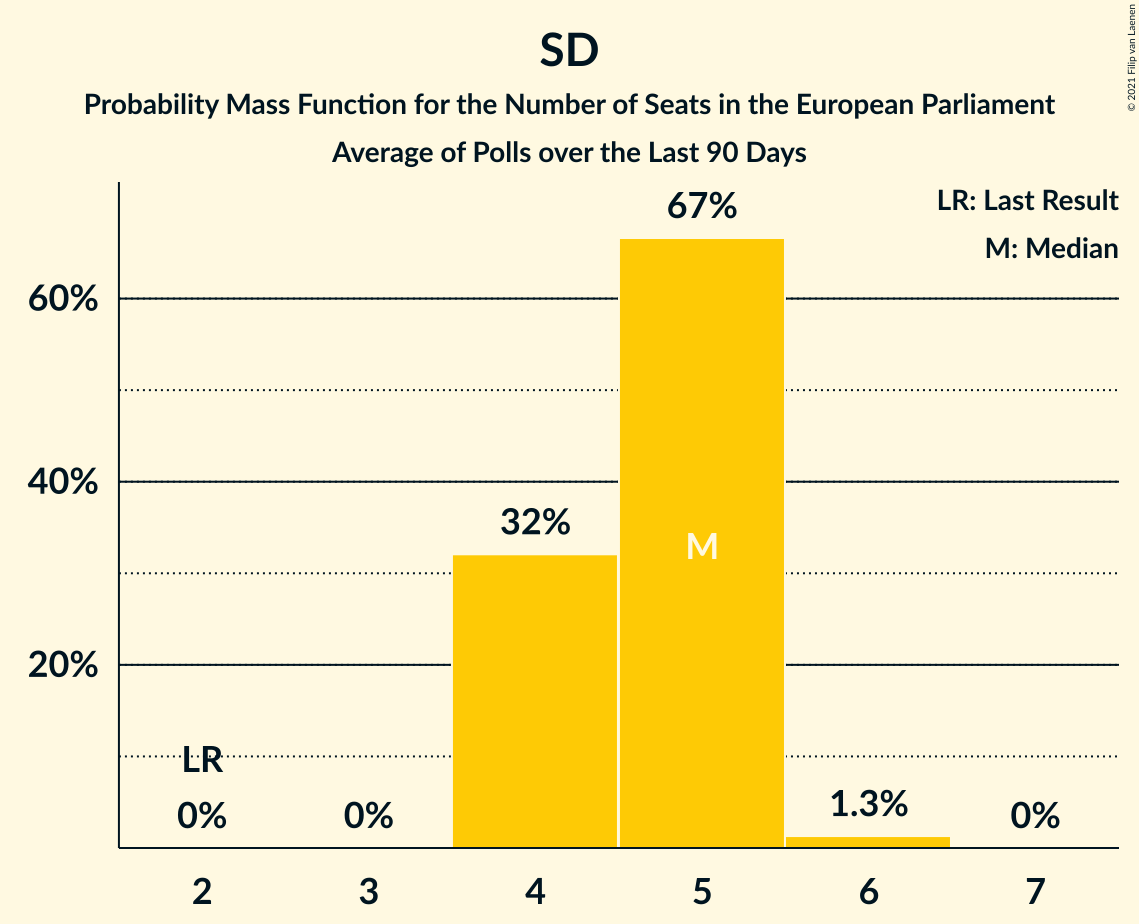 SD
Probability Mass Function for the Number of Seats in the European Parliament
Average of Polls over the Last 90 Days
© 2021 Filip van Laenen
LR: Last Result
M: Median
67%
60%
40%
32%
M
20%
LR
0%
0%
1.3%
0%
2
3
4
5
6
7